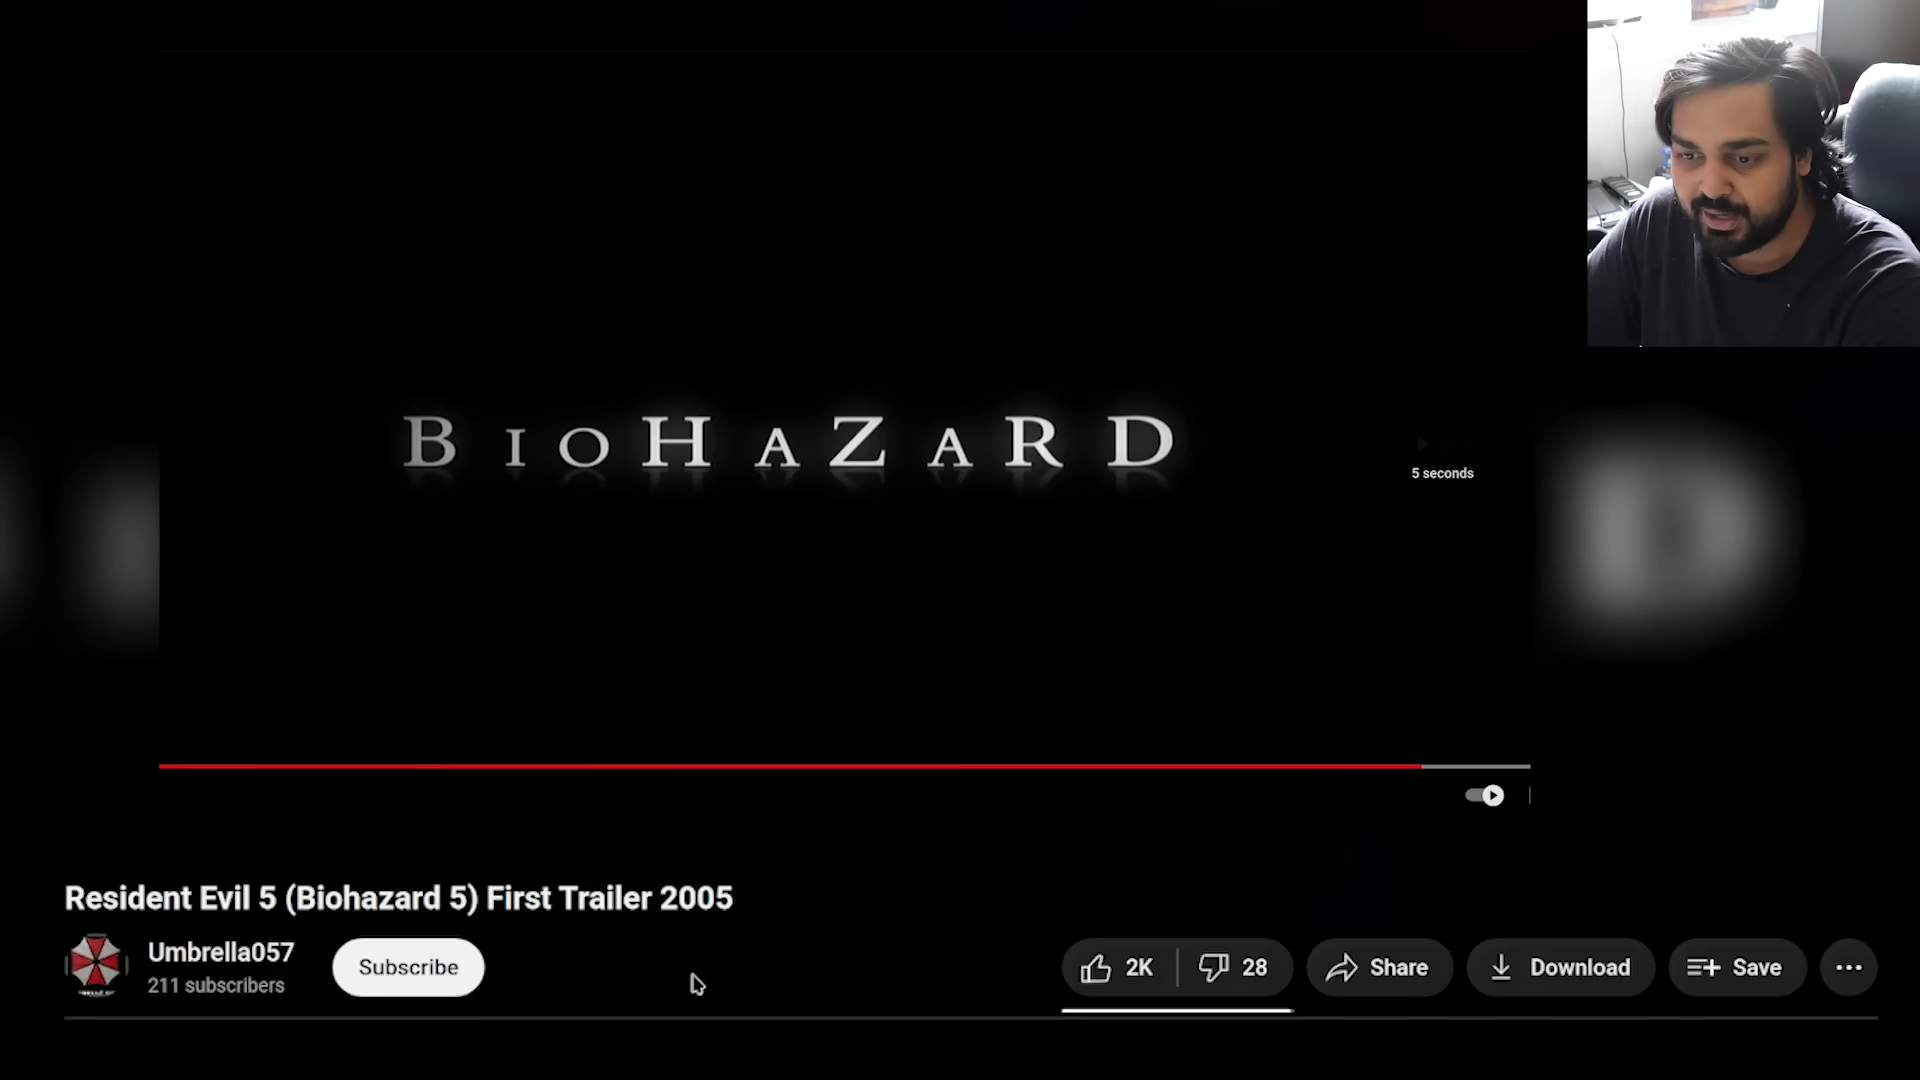 BIOHAZARD
5 seconds
Resident Evil 5 (Biohazard 5) First Trailer 2005
Umbrella057
211 subscribers
Subscribe
2K
28
Share
Download
Save